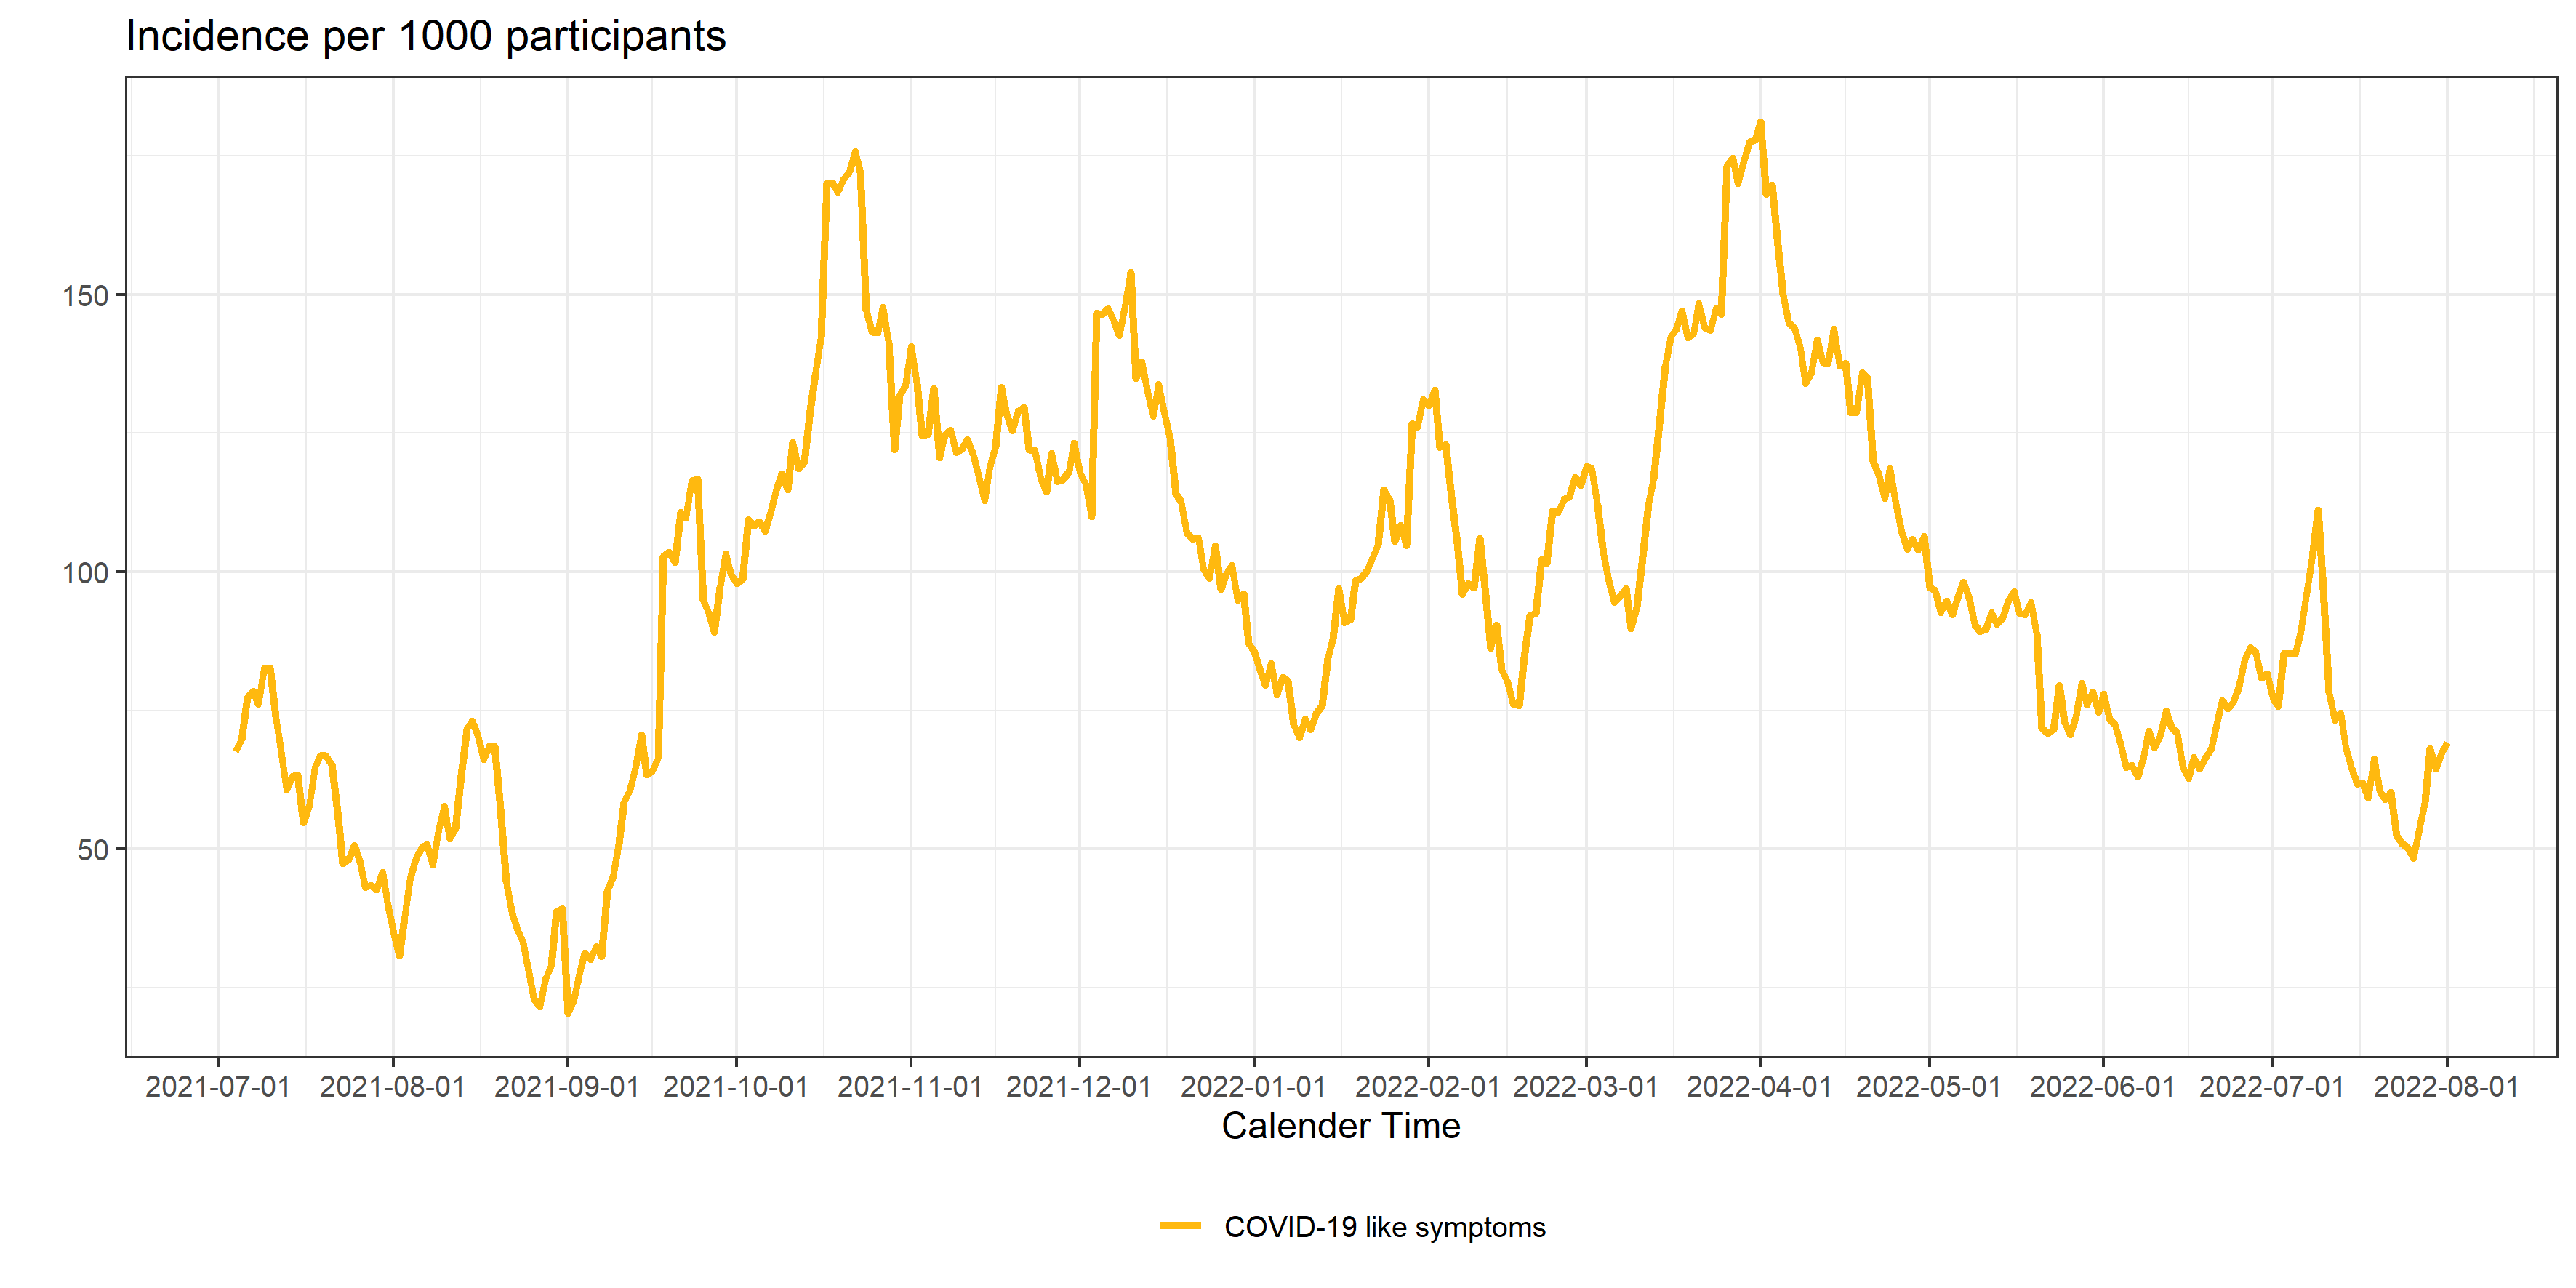 Incidence per 1000 participants
150
100
50
2021-07-01 2021-08-01 2021-09-01 2021-10-01 2021-11-01 2021-12-01 2022-01-01 2022-02-01 2022-03-01 2022-04-01 2022-05-01 2022-06-01 2022-07-01 2022-08-01
Calender Time
COVID-19 like symptoms